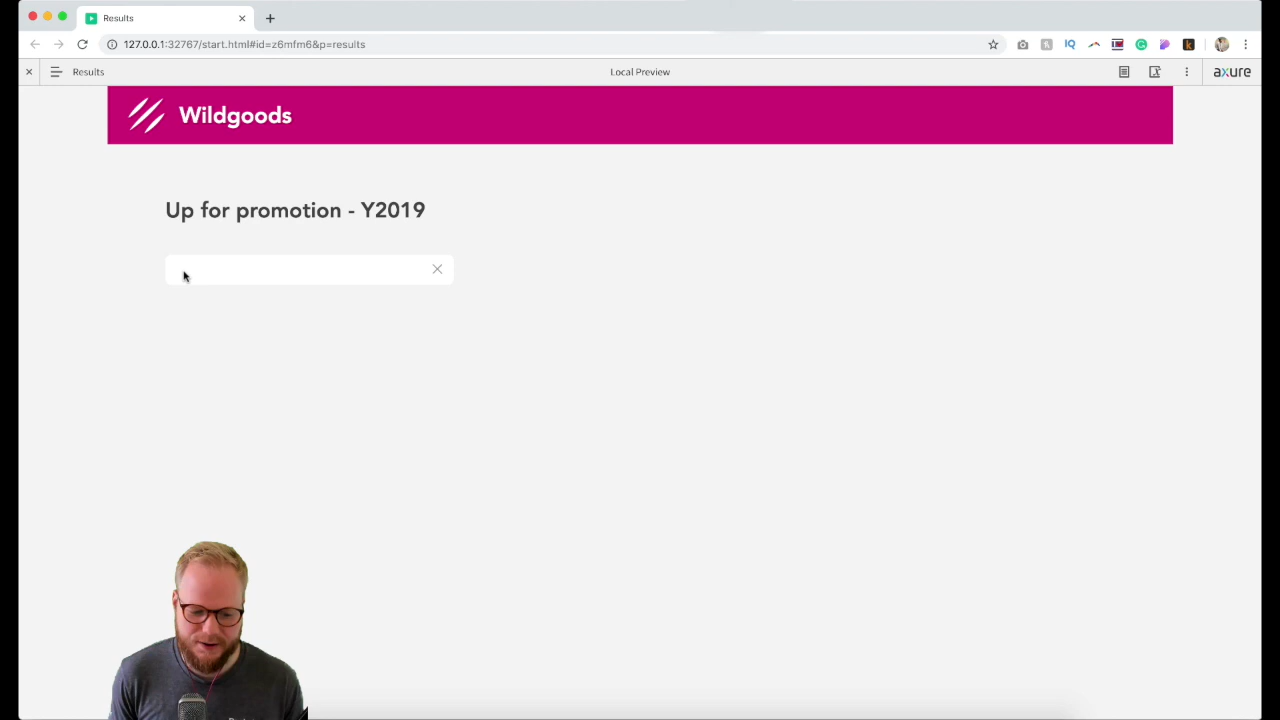 Results
127.0.0.1:32767/start.html#id=z6mfm6&p=results
IQ
Results
Local Preview
axure
Wildgoods
Up for promotion - Y2019